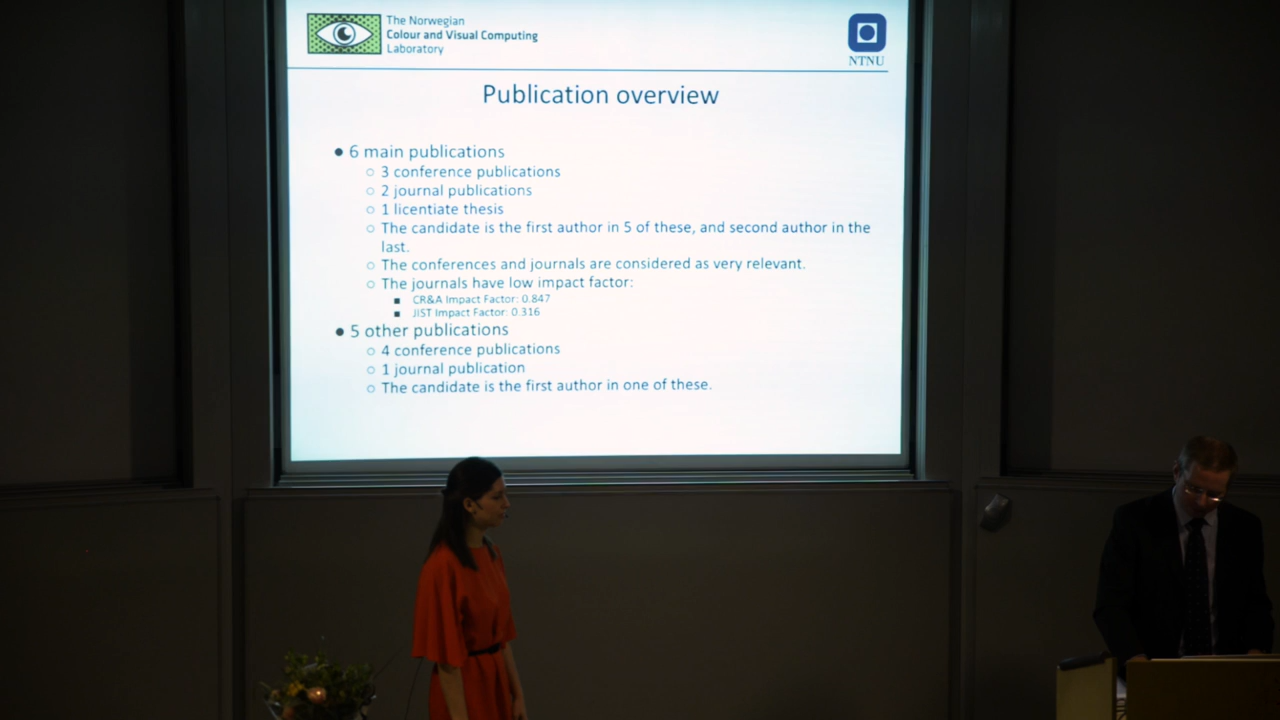 The Norwegian
Colour and Visual Computing
Laboratory
NTNU
Publication overview
● 6 main publications
○ 3 conference publications
○ 2 journal publications
○ 1 licentiate thesis
○ The candidate is the first author in 5 of these, and second author in the
last.
○ The conferences and journals are considered as very relevant.
○ The journals have low impact factor:
■ CR&A Impact Factor: 0.847
■ JIST Impact Factor: 0.316
● 5 other publications
○ 4 conference publications
○ 1 journal publication
○ The candidate is the first author in one of these.